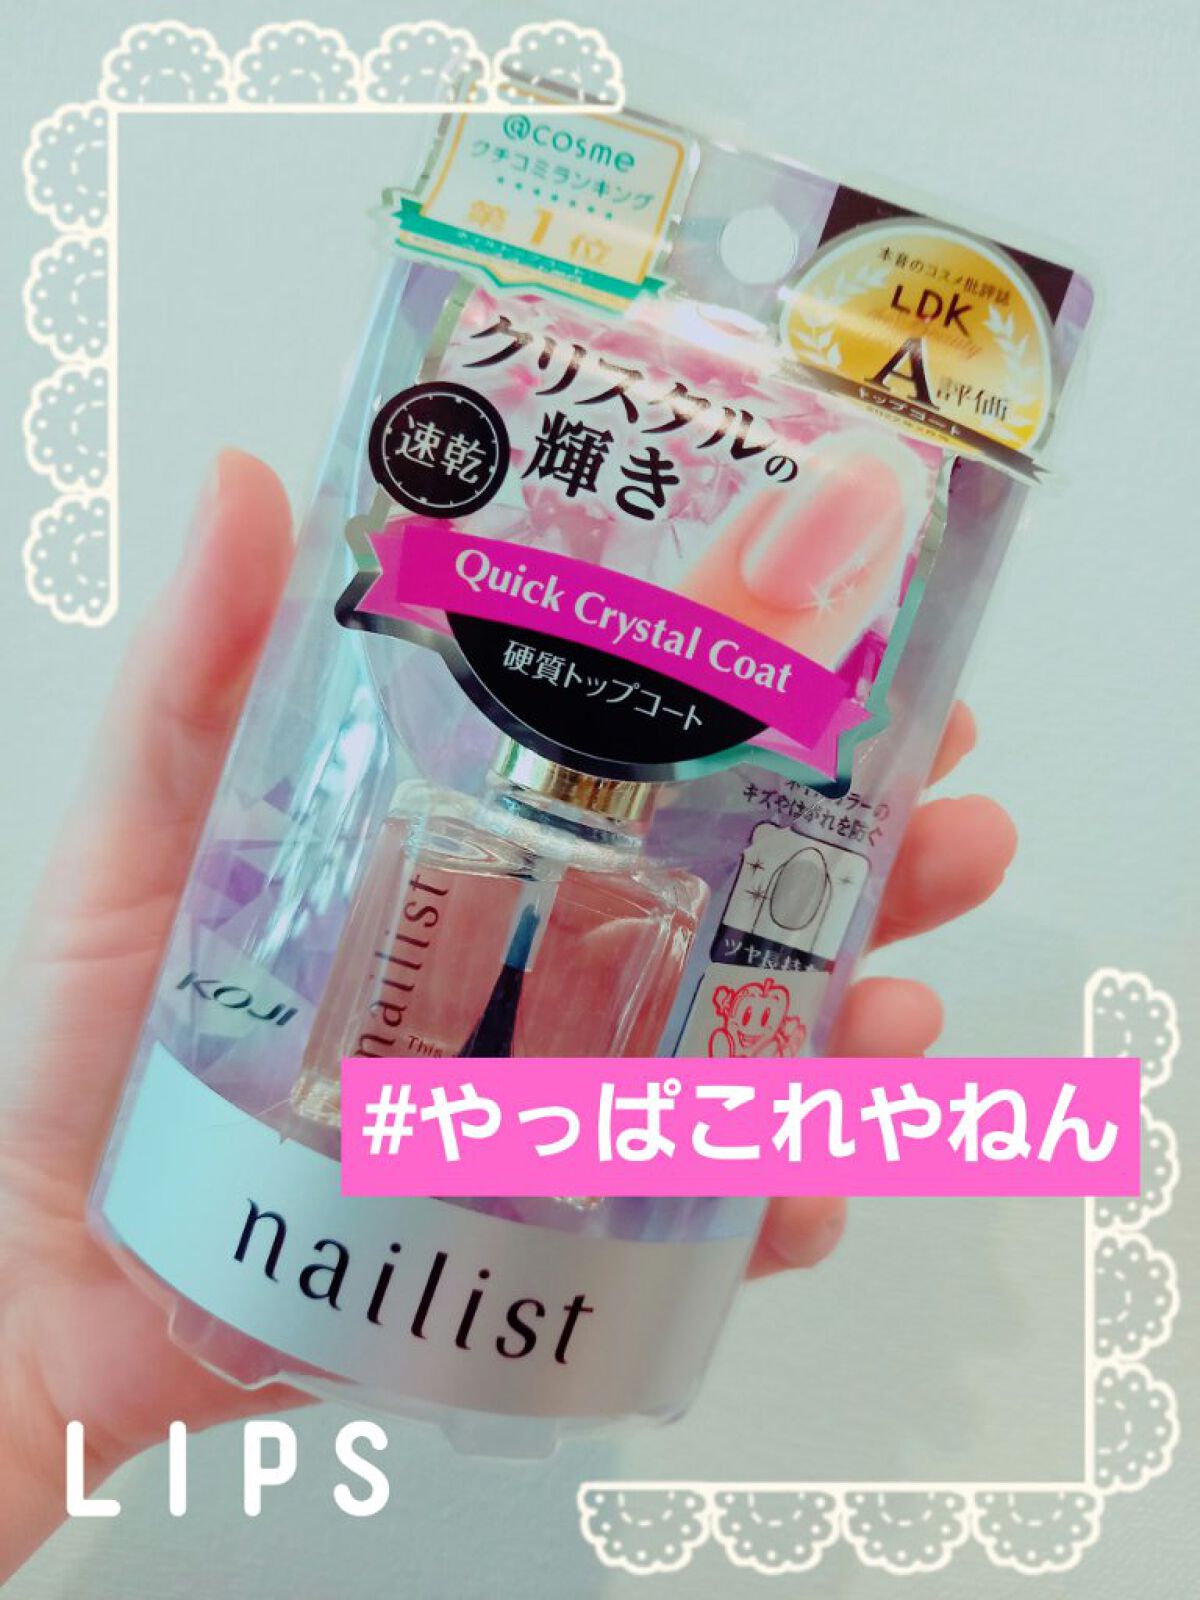 @cosme
クチコミランキング
第1位
本音のコスメ批評誌
LDK
A評価
トップコート
クリスタルの
輝き
速乾
Quick Crystal Coat
硬質トップコート
キズやはがれを防ぐ
nailist
KOJI
#やっぱこれやねん
nailist
LIPS